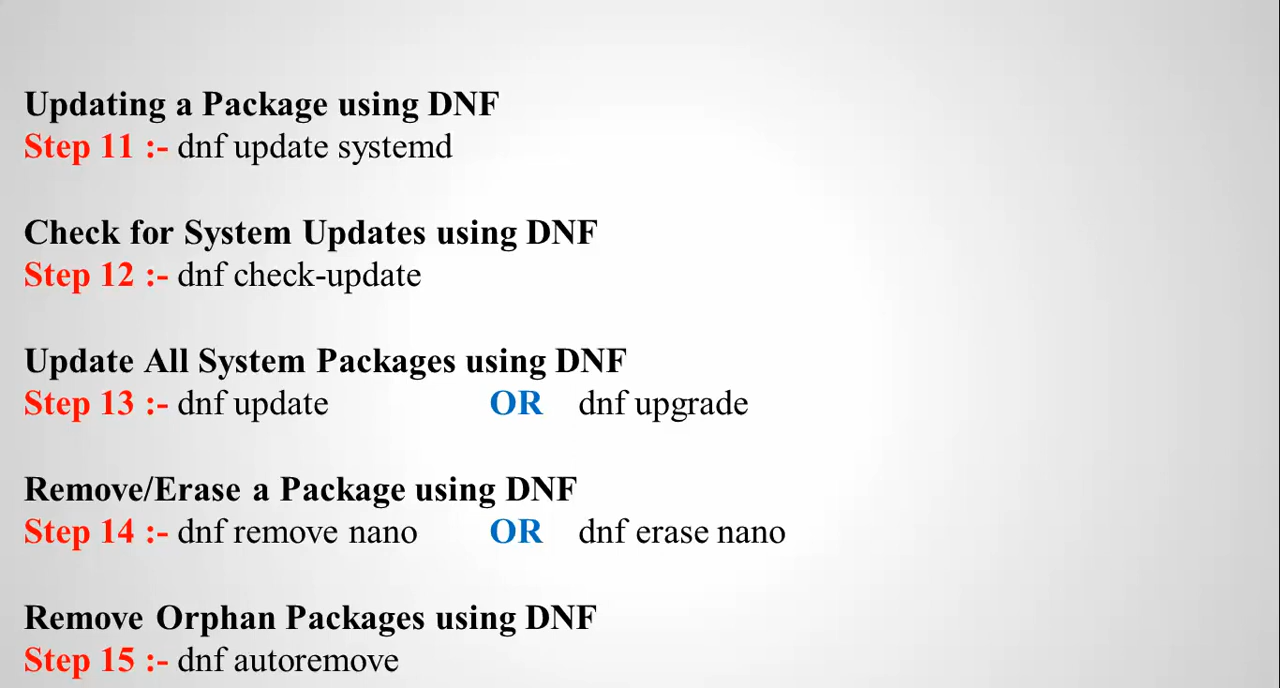 Updating a Package using DNF
Step 11 :- dnf update systemd
Check for System Updates using DNF
Step 12 :- dnf check-update
Update All System Packages using DNF
Step 13 :- dnf update OR dnf upgrade
Remove/Erase a Package using DNF
Step 14 :- dnf remove nano OR dnf erase nano
Remove Orphan Packages using DNF
Step 15 :- dnf autoremove